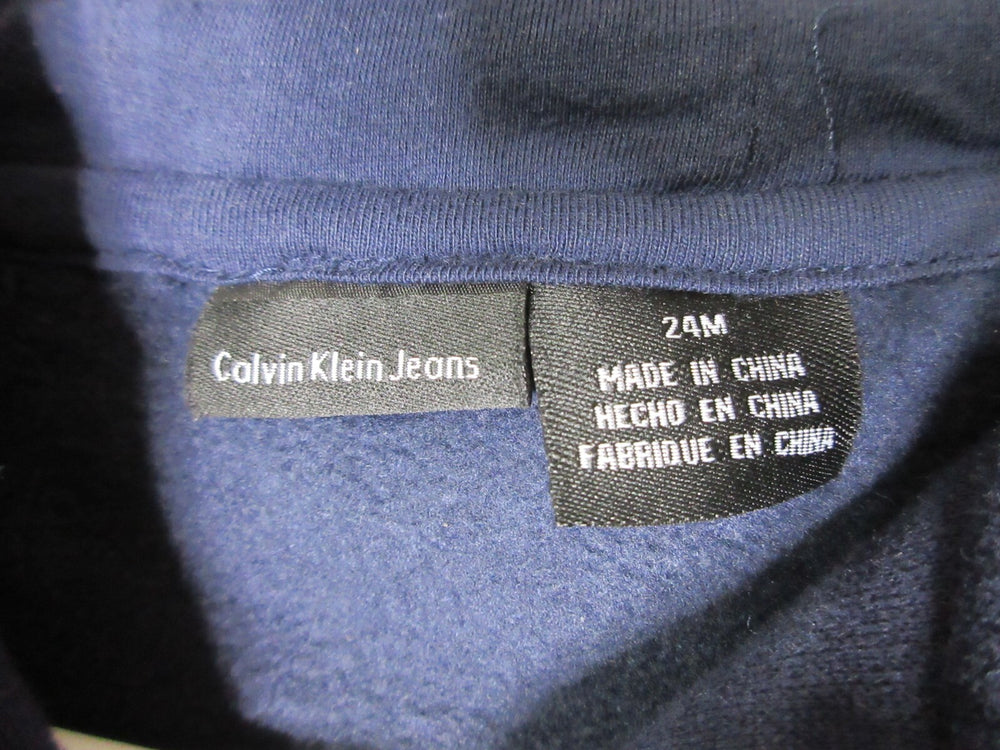 Calvin Klein Jeans
24M
MADE IN CHINA
HECHO EN CHINA
FABRIQUE EN CHINA